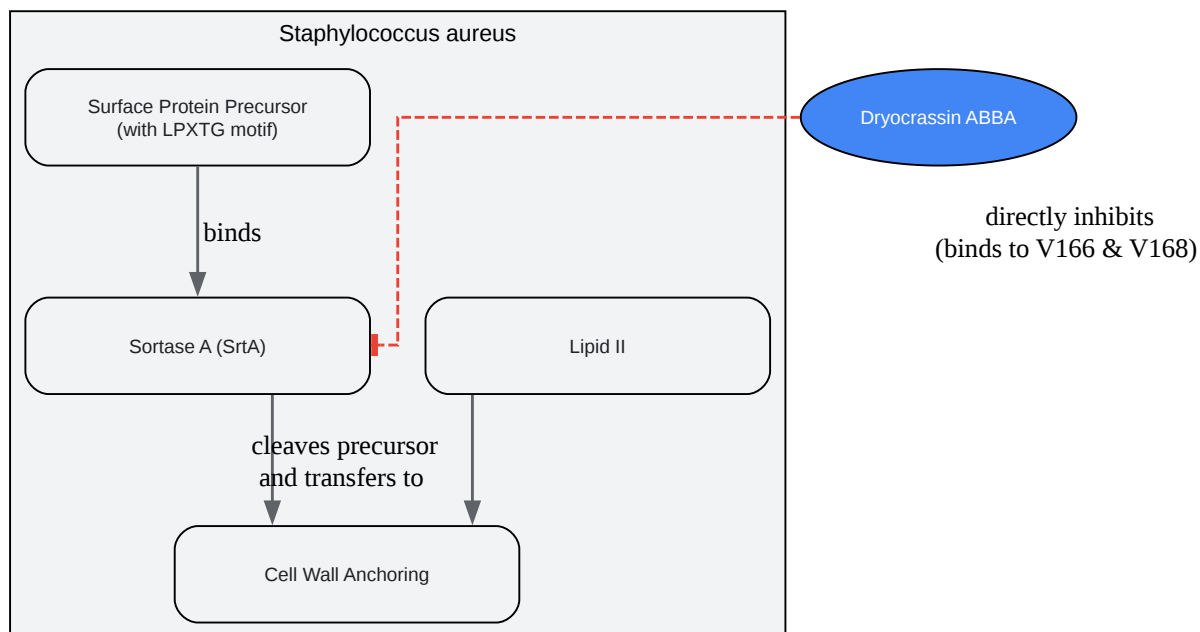 Staphylococcus aureus
Surface Protein Precursor
(with LPXTG motif)
Dryocrassin ABBA
directly inhibits
(binds to V166 & V168)
binds
Sortase A (SrtA)
Lipid II
cleaves precursor
and transfers to
Cell Wall Anchoring